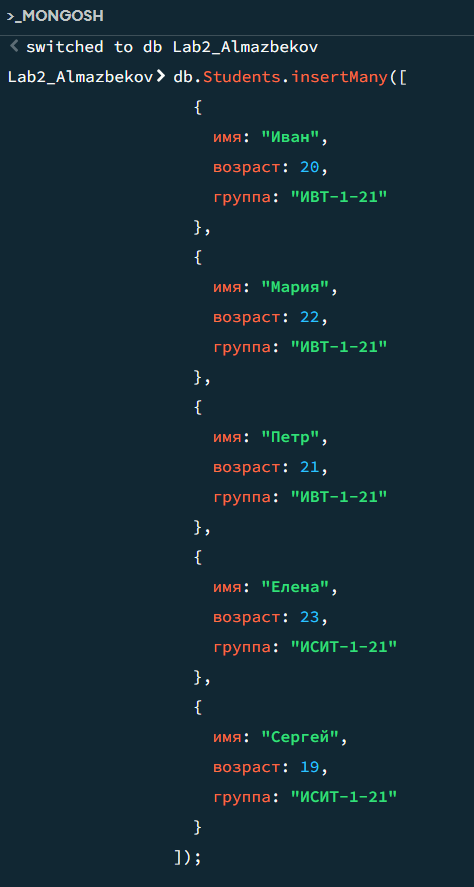 >_MONGOSH
< switched to db Lab2_Almazbekov
Lab2_Almazbekov> db.Students.insertMany([
{
имя: "Иван",
возраст: 20,
группа: "ИВТ-1-21"
},
{
имя: "Мария",
возраст: 22,
группа: "ИВТ-1-21"
},
{
имя: "Петр",
возраст: 21,
группа: "ИВТ-1-21"
},
{
имя: "Елена",
возраст: 23,
группа: "ИСИТ-1-21"
},
{
имя: "Сергей",
возраст: 19,
группа: "ИСИТ-1-21"
}
]);